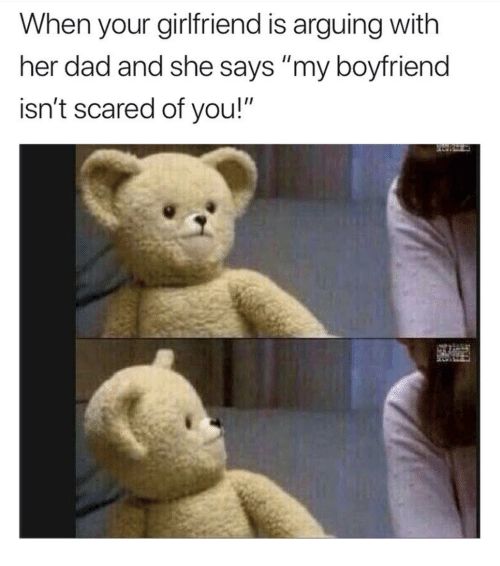 When your girlfriend is arguing with
her dad and she says "my boyfriend
isn't scared of you!"